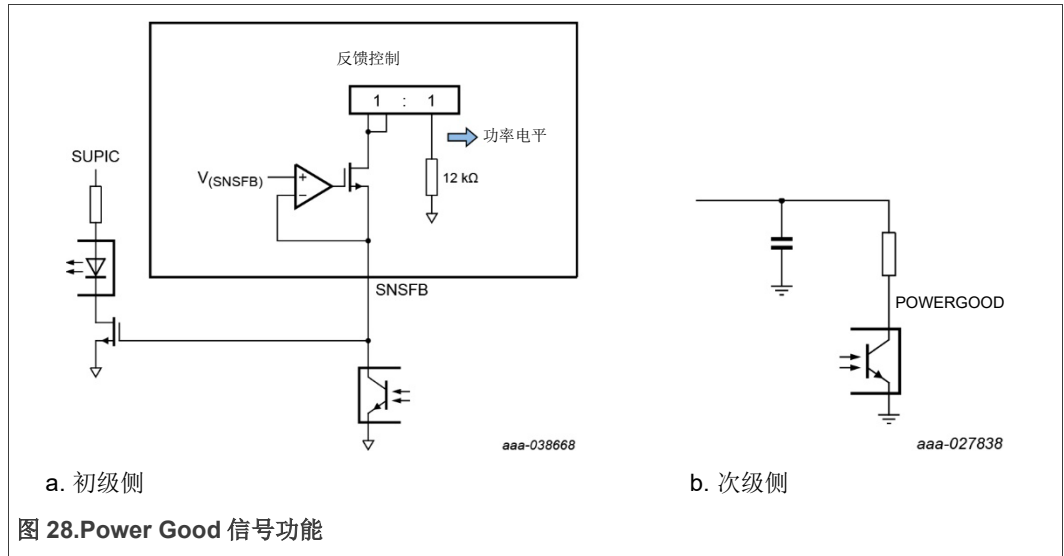 反馈控制
1 : 1
功率电平
SUPIC
V(SNSFB)
+
−
12 kΩ
SNSFB
POWERGOOD
aaa-038668
aaa-027838
a. 初级侧
b. 次级侧
图 28.Power Good 信号功能